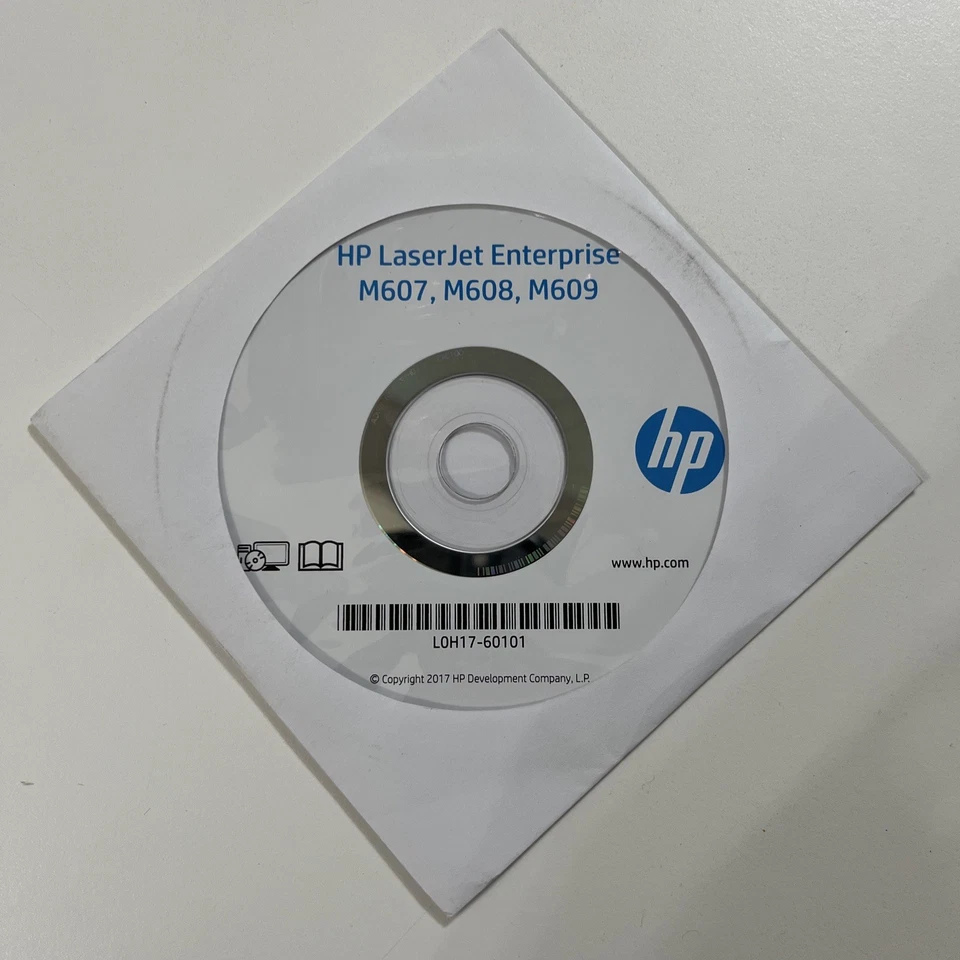 HP LaserJet Enterprise
M607, M608, M609
hp
www.hp.com
L0H17-60101
© Copyright 2017 HP Development Company, L.P.